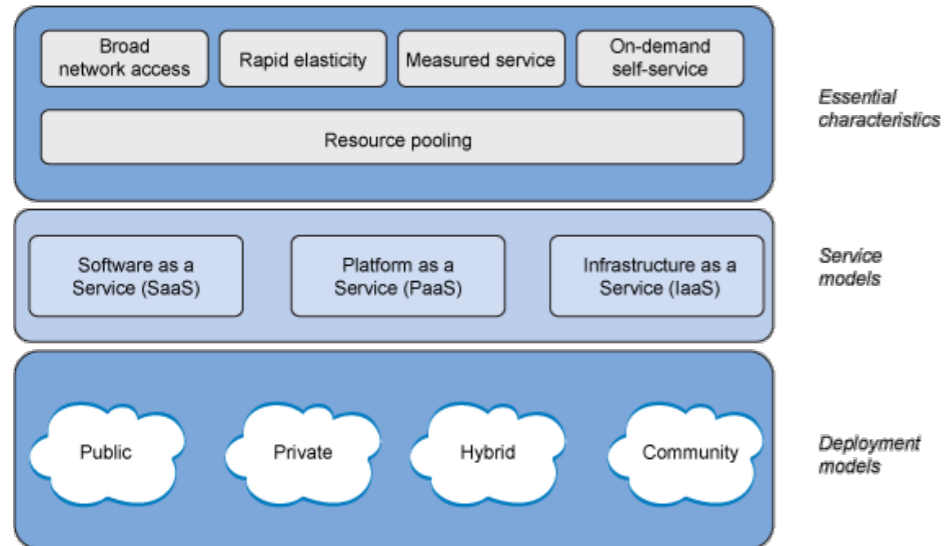 Broad
network access
Rapid elasticity
Measured service
On-demand
self-service
Essential
characteristics
Resource pooling
Software as a
Service (SaaS)
Platform as a
Service (PaaS)
Infrastructure as a
Service (IaaS)
Service
models
Public
Private
Hybrid
Community
Deployment
models